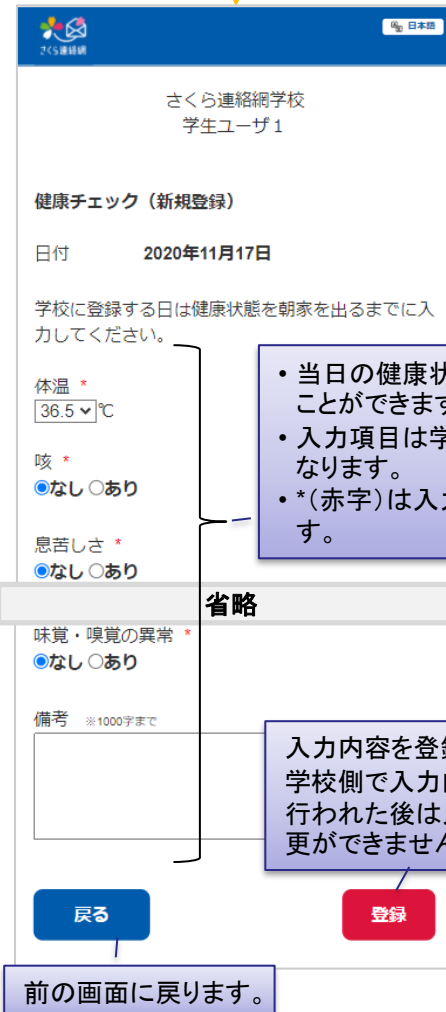 さくら連絡網
日本語
さくら連絡網学校
学生ユーザ１
健康チェック（新規登録）
日付 2020年11月17日
学校に登録する日は健康状態を朝家を出るまでに入
力してください。
体温 *
36.5 ℃
咳 *
なし あり
息苦しさ *
なし あり
・当日の健康状
ことができます
・入力項目は学
なります。
・*(赤字)は入
す。
省略
味覚・嗅覚の異常 *
なし あり
備考 ※1000字まで
入力内容を登
学校側で入力
行われた後は
更ができません
戻る
登録
前の画面に戻ります。